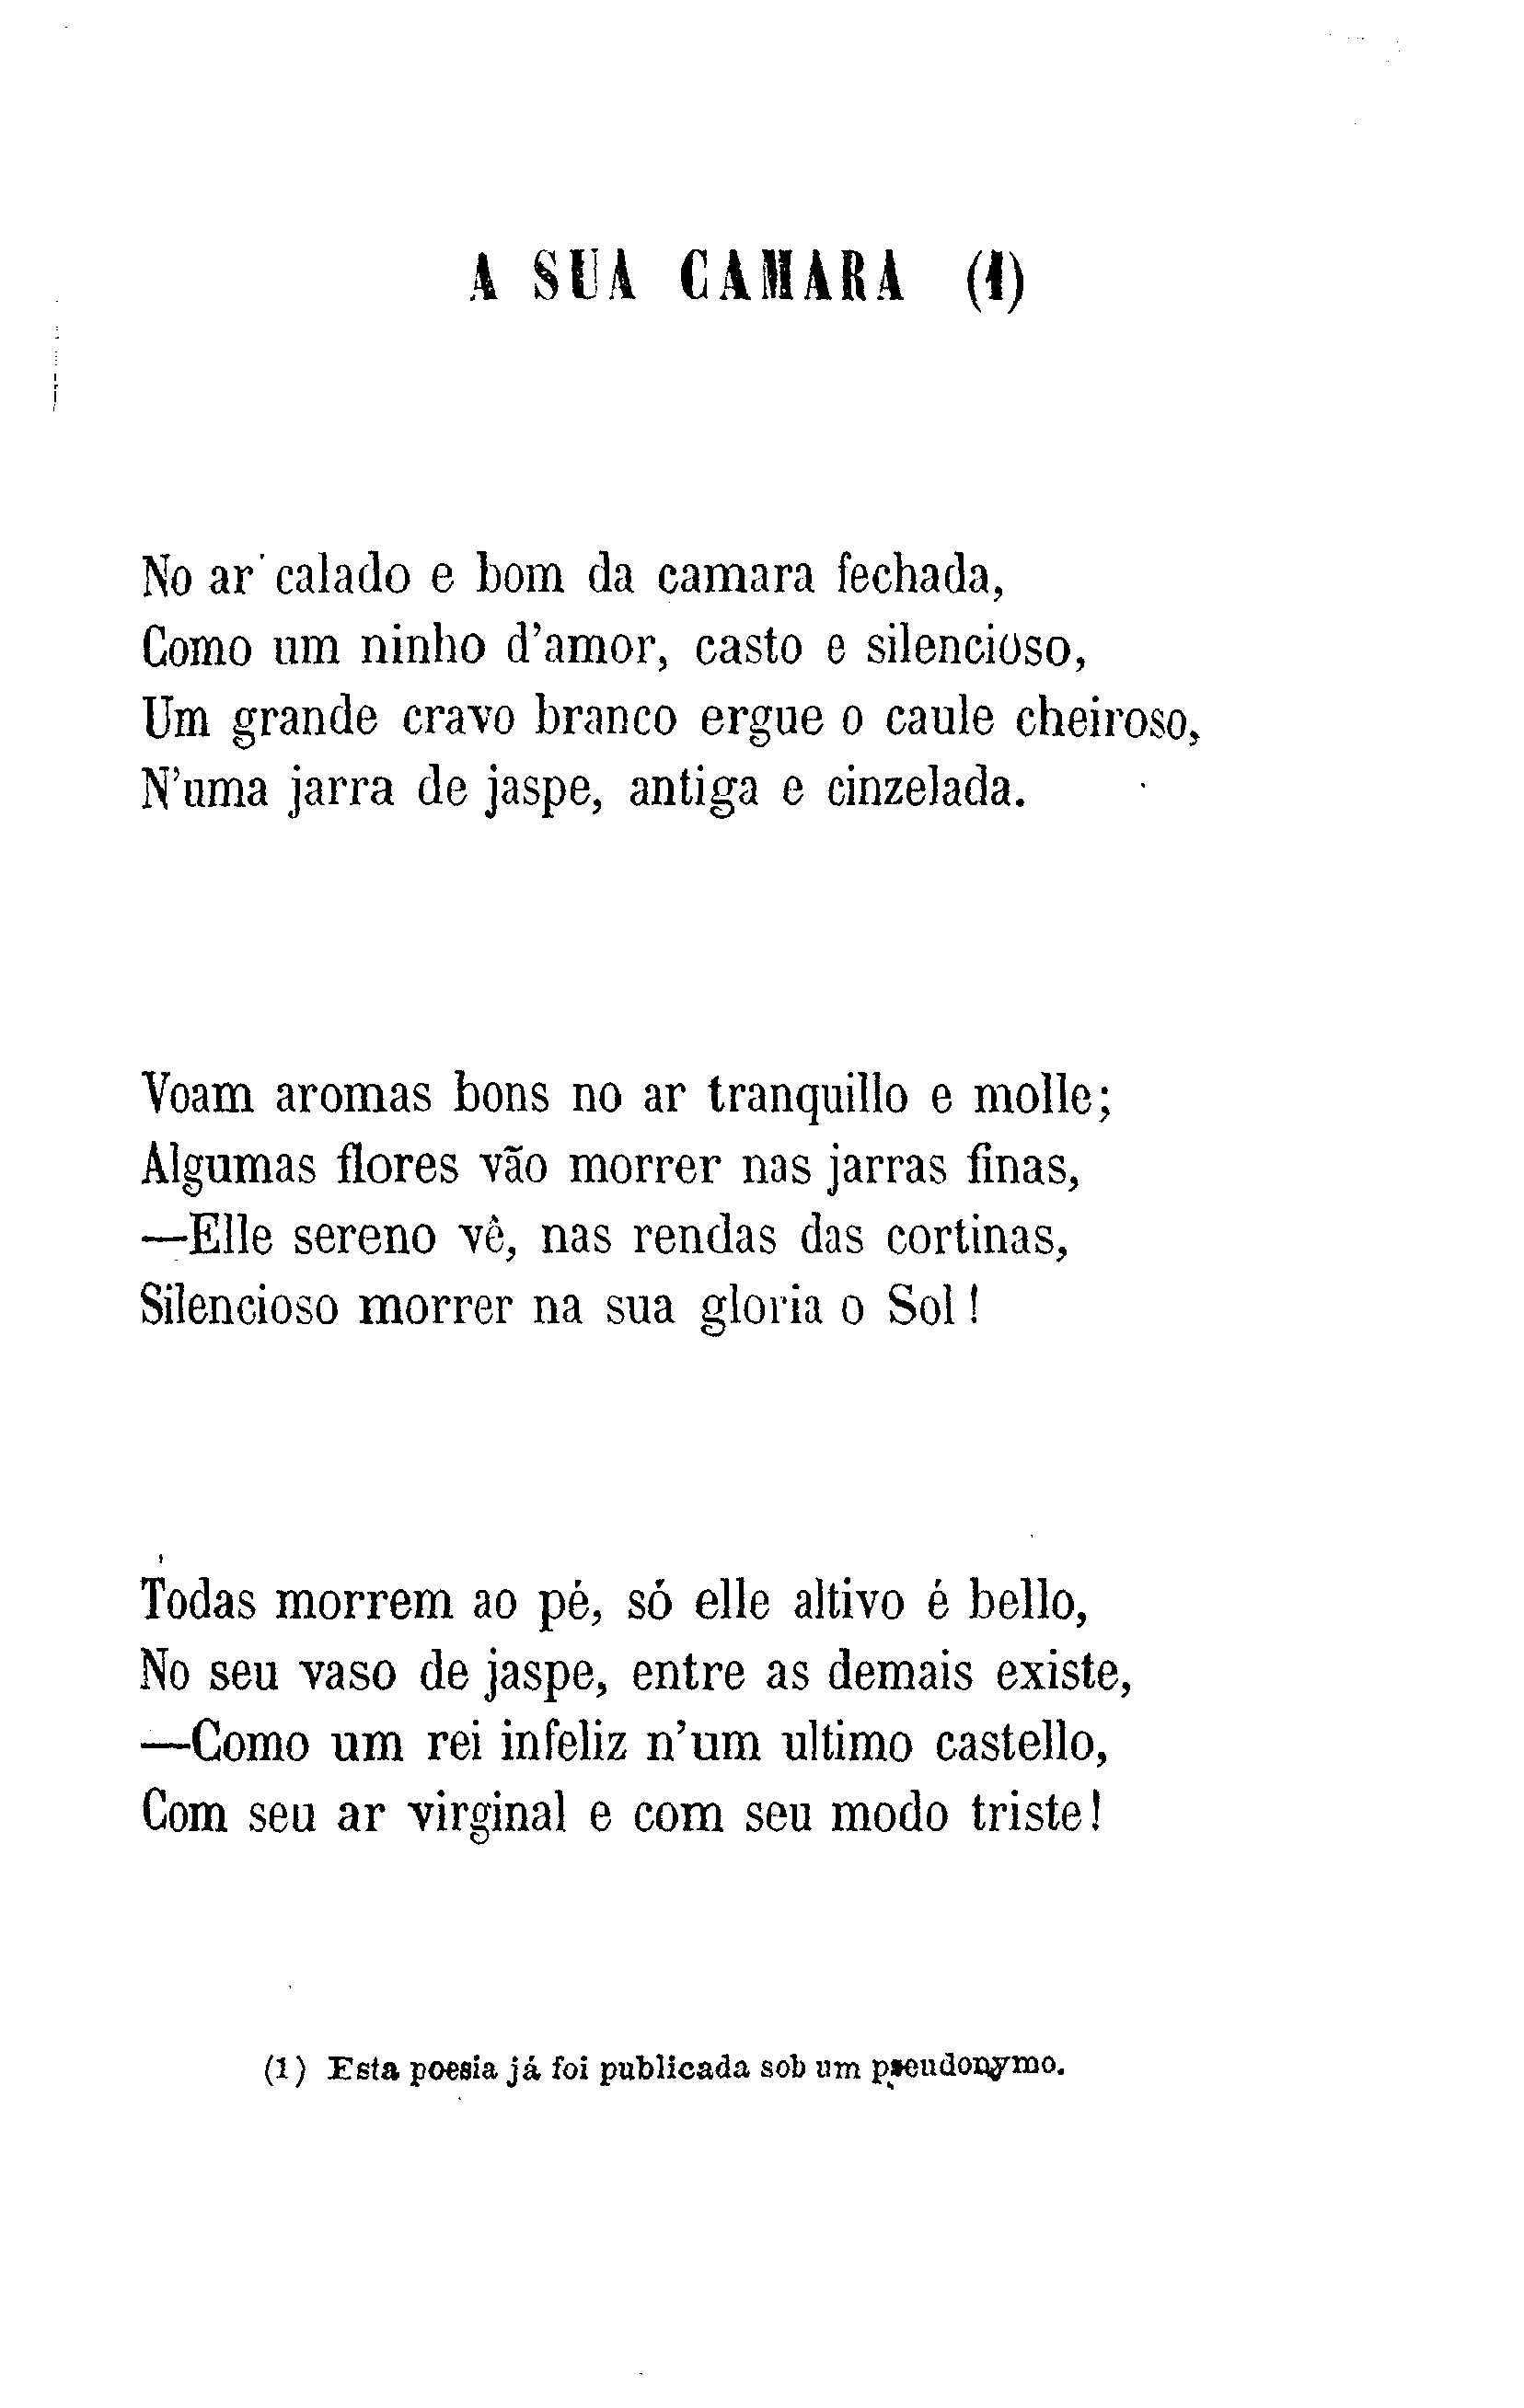 A SUA CAMARA (1)
No ar calado e bom da camara fechada,
Como um ninho d'amor, casto e silencioso,
Um grande cravo branco ergue o caule cheiroso,
N'uma jarra de jaspe, antiga e cinzelada.
Voam aromas bons no ar tranquillo e molle;
Algumas flores vão morrer nas jarras finas,
—Elle sereno vê, nas rendas das cortinas,
Silencioso morrer na sua gloria o Sol!
Todas morrem ao pé, só elle altivo é bello,
No seu vaso de jaspe, entre as demais existe,
—Como um rei infeliz n'um ultimo castello,
Com seu ar virginal e com seu modo triste!
(1) Esta poesia já foi publicada sob um pseudonymo.